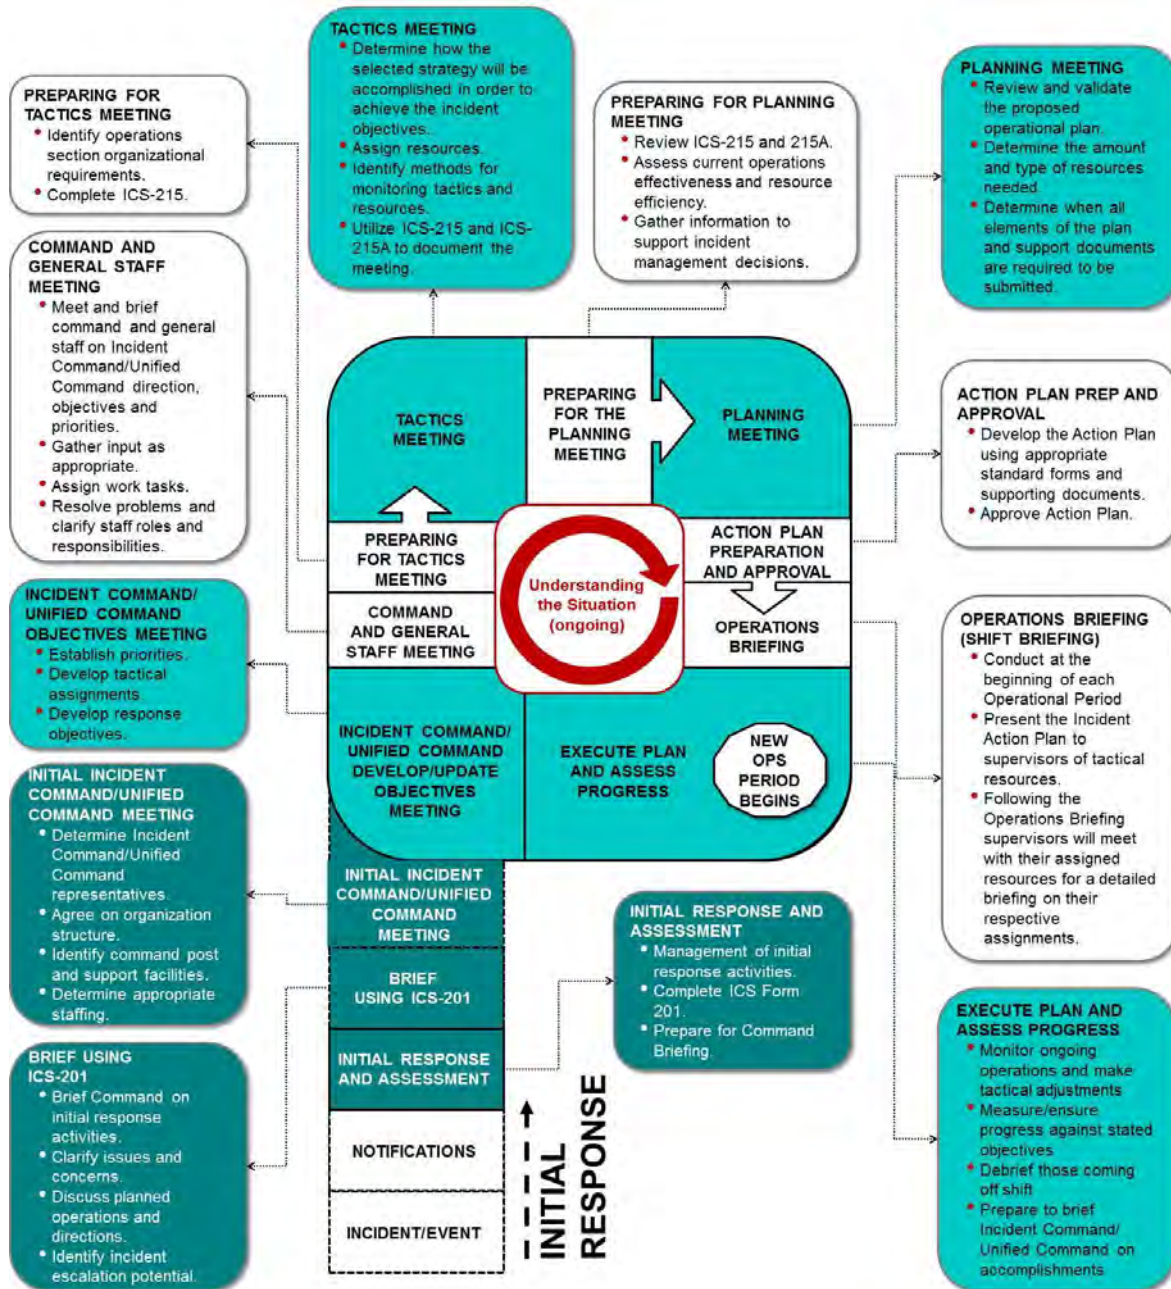 TACTICS MEETING
• Determine how the
selected strategy will be
accomplished in order to
achieve the incident
objectives.
• Assign resources.
• Identify methods for
monitoring tactics and
resources.
• Utilize ICS-215 and ICS-
215A to document the
meeting.
PREPARING FOR
TACTICS MEETING
• Identify operations
section organizational
requirements.
• Complete ICS-215.
PREPARING FOR PLANNING
MEETING
• Review ICS-215 and 215A.
• Assess current operations
effectiveness and resource
efficiency.
• Gather information to
support incident
management decisions.
PLANNING MEETING
• Review and validate
the proposed
operational plan.
• Determine the amount
and type of resources
needed.
• Determine when all
elements of the plan
and support documents
are required to be
submitted.
COMMAND AND
GENERAL STAFF
MEETING
• Meet and brief
command and general
staff on Incident
Command/Unified
Command direction,
objectives and
priorities.
• Gather input as
appropriate.
• Assign work tasks.
• Resolve problems and
clarify staff roles and
responsibilities.
TACTICS
MEETING
PREPARING
FOR THE
PLANNING
MEETING
PLANNING
MEETING
ACTION PLAN PREP AND
APPROVAL
• Develop the Action Plan
using appropriate
standard forms and
supporting documents.
• Approve Action Plan.
PREPARING
FOR TACTICS
MEETING
COMMAND
AND GENERAL
STAFF MEETING
Understanding
the Situation
(ongoing)
ACTION PLAN
PREPARATION
AND APPROVAL
OPERATIONS
BRIEFING
INCIDENT COMMAND/
UNIFIED COMMAND
OBJECTIVES MEETING
• Establish priorities.
• Develop tactical
assignments.
• Develop response
objectives.
INCIDENT COMMAND/
UNIFIED COMMAND
DEVELOP/UPDATE
OBJECTIVES
MEETING
EXECUTE PLAN
AND ASSESS
PROGRESS
NEW
OPS
PERIOD
BEGINS
OPERATIONS BRIEFING
(SHIFT BRIEFING)
• Conduct at the
beginning of each
Operational Period
• Present the Incident
Action Plan to
supervisors of tactical
resources.
• Following the
Operations Briefing
supervisors will meet
with their assigned
resources for a detailed
briefing on their
respective
assignments.
INITIAL INCIDENT
COMMAND/UNIFIED
COMMAND MEETING
• Determine Incident
Command/Unified
Command
representatives.
• Agree on organization
structure.
• Identify command post
and support facilities.
• Determine appropriate
staffing.
INITIAL INCIDENT
COMMAND/UNIFIED
COMMAND
MEETING
BRIEF
USING ICS-201
INITIAL RESPONSE
AND ASSESSMENT
NOTIFICATIONS
INCIDENT/EVENT
INITIAL
RESPONSE
INITIAL RESPONSE AND
ASSESSMENT
• Management of initial
response activities.
• Complete ICS Form
201.
• Prepare for Command
Briefing.
BRIEF USING
ICS-201
• Brief Command on
initial response
activities.
• Clarify issues and
concerns.
• Discuss planned
operations and
directions.
• Identify incident
escalation potential.
EXECUTE PLAN AND
ASSESS PROGRESS
• Monitor ongoing
operations and make
tactical adjustments
• Measure/ensure
progress against stated
objectives
• Debrief those coming
off shift
• Prepare to brief
Incident Command/
Unified Command on
accomplishments